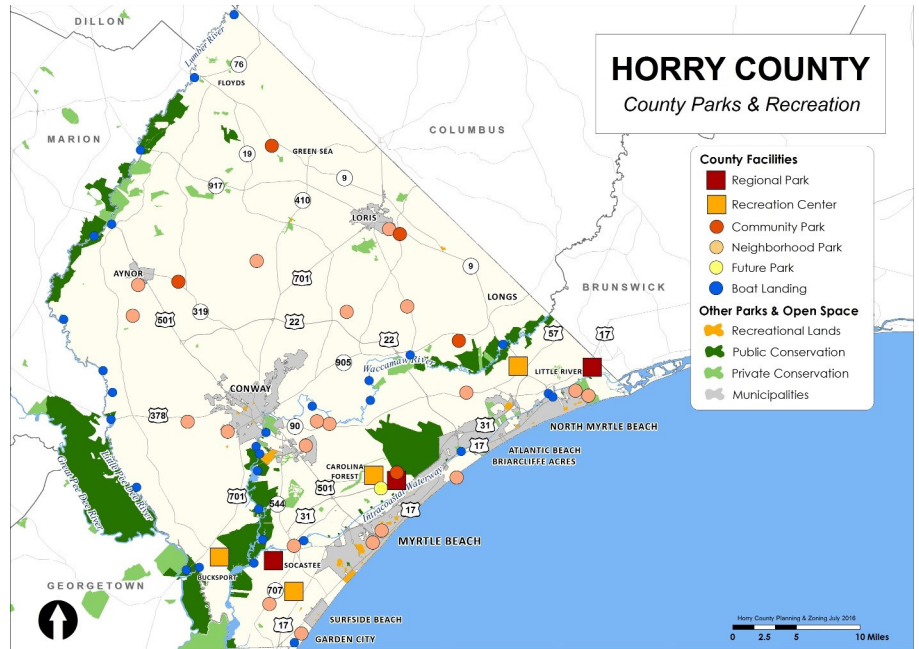 DILLON
Lumber River
76
FLOYDS
HORRY COUNTY
County Parks & Recreation
MARION
COLUMBUS
19
GREEN SEA
9
917
410
LORIS
County Facilities
Regional Park
Recreation Center
Community Park
Neighborhood Park
Future Park
Boat Landing
Other Parks & Open Space
Recreational Lands
Public Conservation
Private Conservation
Municipalities
9
AYNOR
701
BRUNSWICK
LONGS
319
501
22
57
17
22
905
Waccamaw River
LITTLE RIVER
CONWAY
378
90
31
NORTH MYRTLE BEACH
17
ATLANTIC BEACH
BRIARCLIFFE ACRES
Great Pee Dee River
Little Pee Dee River
CAROLINA
FOREST
501
Intracoastal Waterway
701
544
17
31
MYRTLE BEACH
BUCKSPORT
SOCASTEE
GEORGETOWN
707
SURFSIDE BEACH
17
GARDEN CITY
Horry County Planning & Zoning July 2016
0 2.5 5 10 Miles